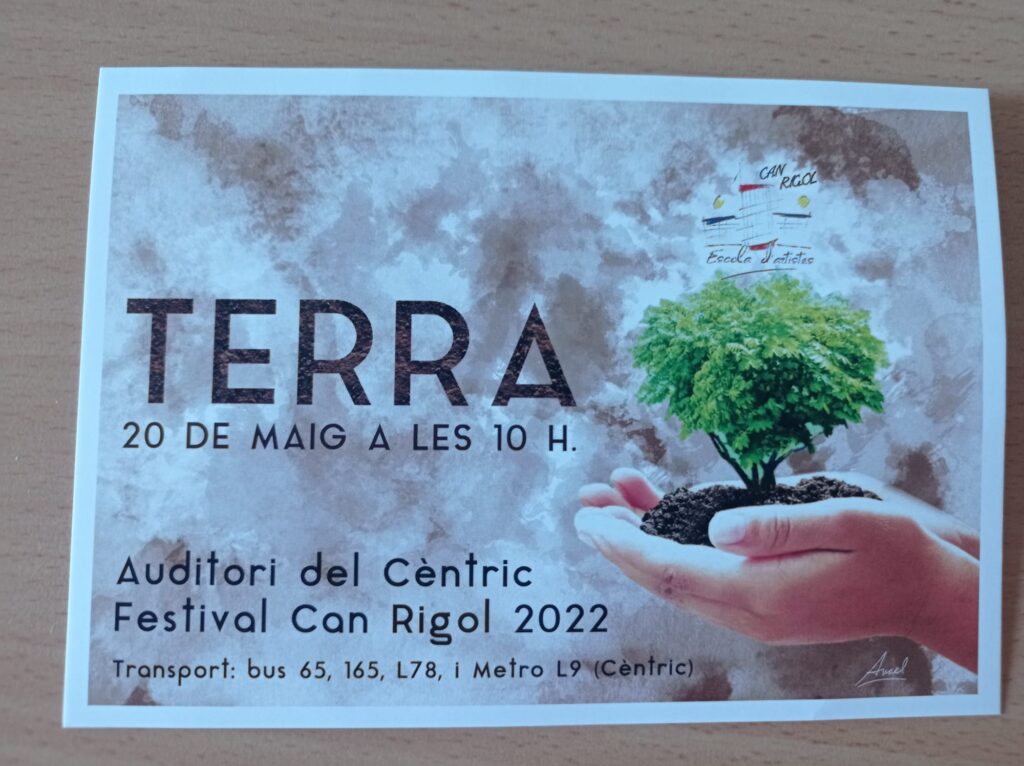 CAN
RIGOL
Escola d'artistes
TERRA
20 DE MAIG A LES 10 H.
Auditori del Cèntric
Festival Can Rigol 2022
Transport: bus 65, 165, L78, i Metro L9 (Cèntric)